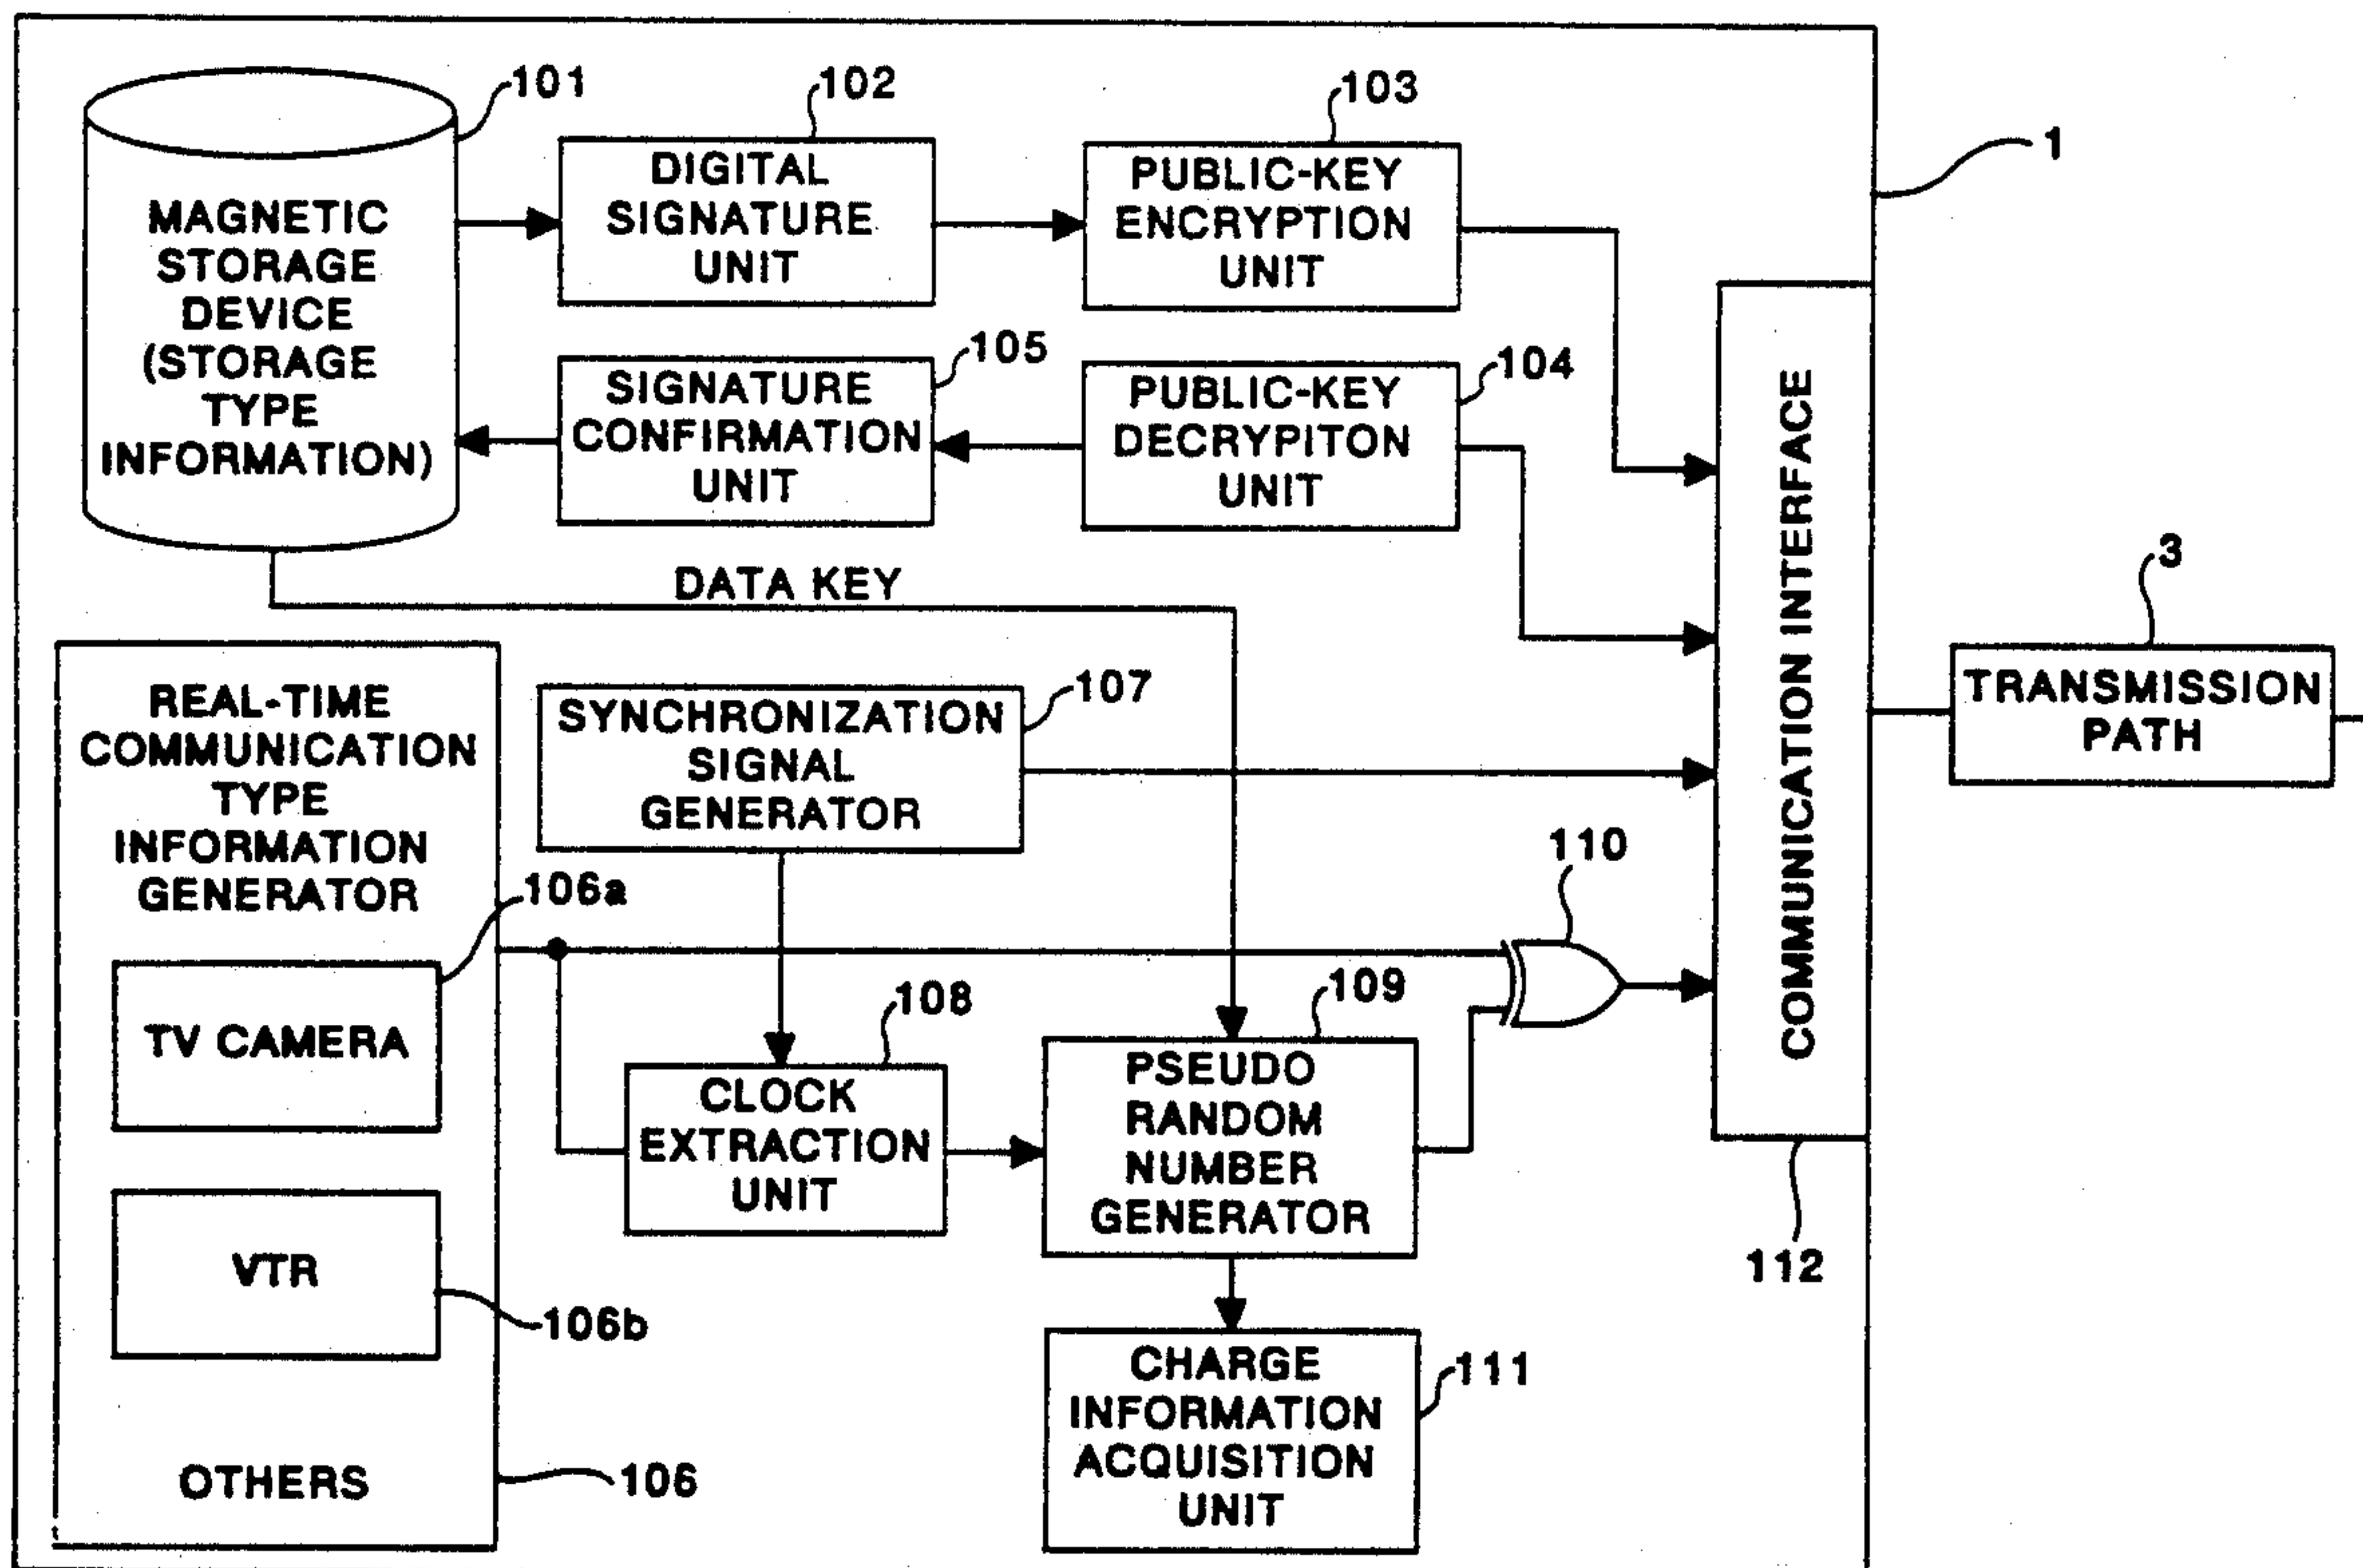 101
102
103
1
MAGNETIC
STORAGE
DEVICE
(STORAGE
TYPE
INFORMATION)
DIGITAL
SIGNATURE
UNIT
PUBLIC-KEY
ENCRYPTION
UNIT
105
SIGNATURE
CONFIRMATION
UNIT
104
PUBLIC-KEY
DECRYPITON
UNIT
COMMUNICATION INTERFACE
112
3
TRANSMISSION
PATH
DATA KEY
REAL-TIME
COMMUNICATION
TYPE
INFORMATION
GENERATOR
106a
TV CAMERA
VTR
106b
OTHERS
106
107
SYNCHRONIZATION
SIGNAL
GENERATOR
108
CLOCK
EXTRACTION
UNIT
109
PSEUDO
RANDOM
NUMBER
GENERATOR
110
111
CHARGE
INFORMATION
ACQUISITION
UNIT